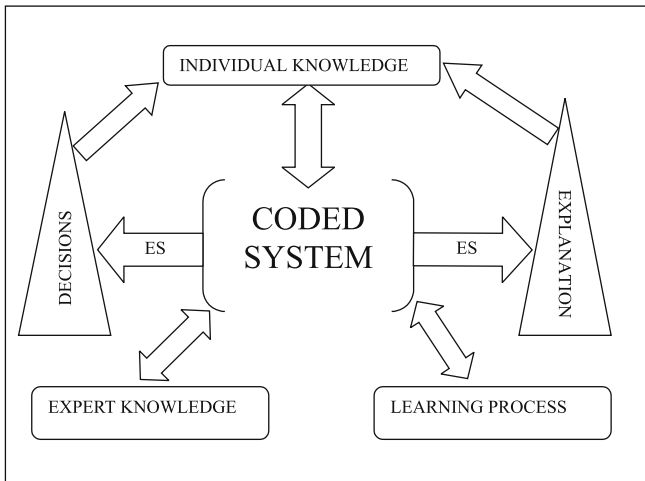 INDIVIDUAL KNOWLEDGE
CODED
SYSTEM
DECISIONS
ES
ES
EXPLANATION
EXPERT KNOWLEDGE
LEARNING PROCESS